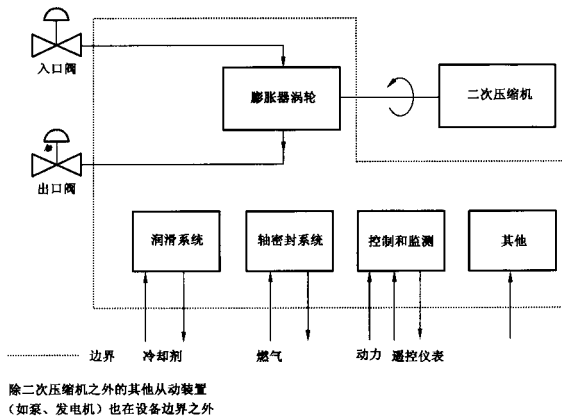 入口阀
膨胀器涡轮
二次压缩机
出口阀
润滑系统
轴密封系统
控制和监测
其他
边界
冷却剂
燃气
动力
遥控仪表
除二次压缩机之外的其他从动装置
（如泵、发电机）也在设备边界之外